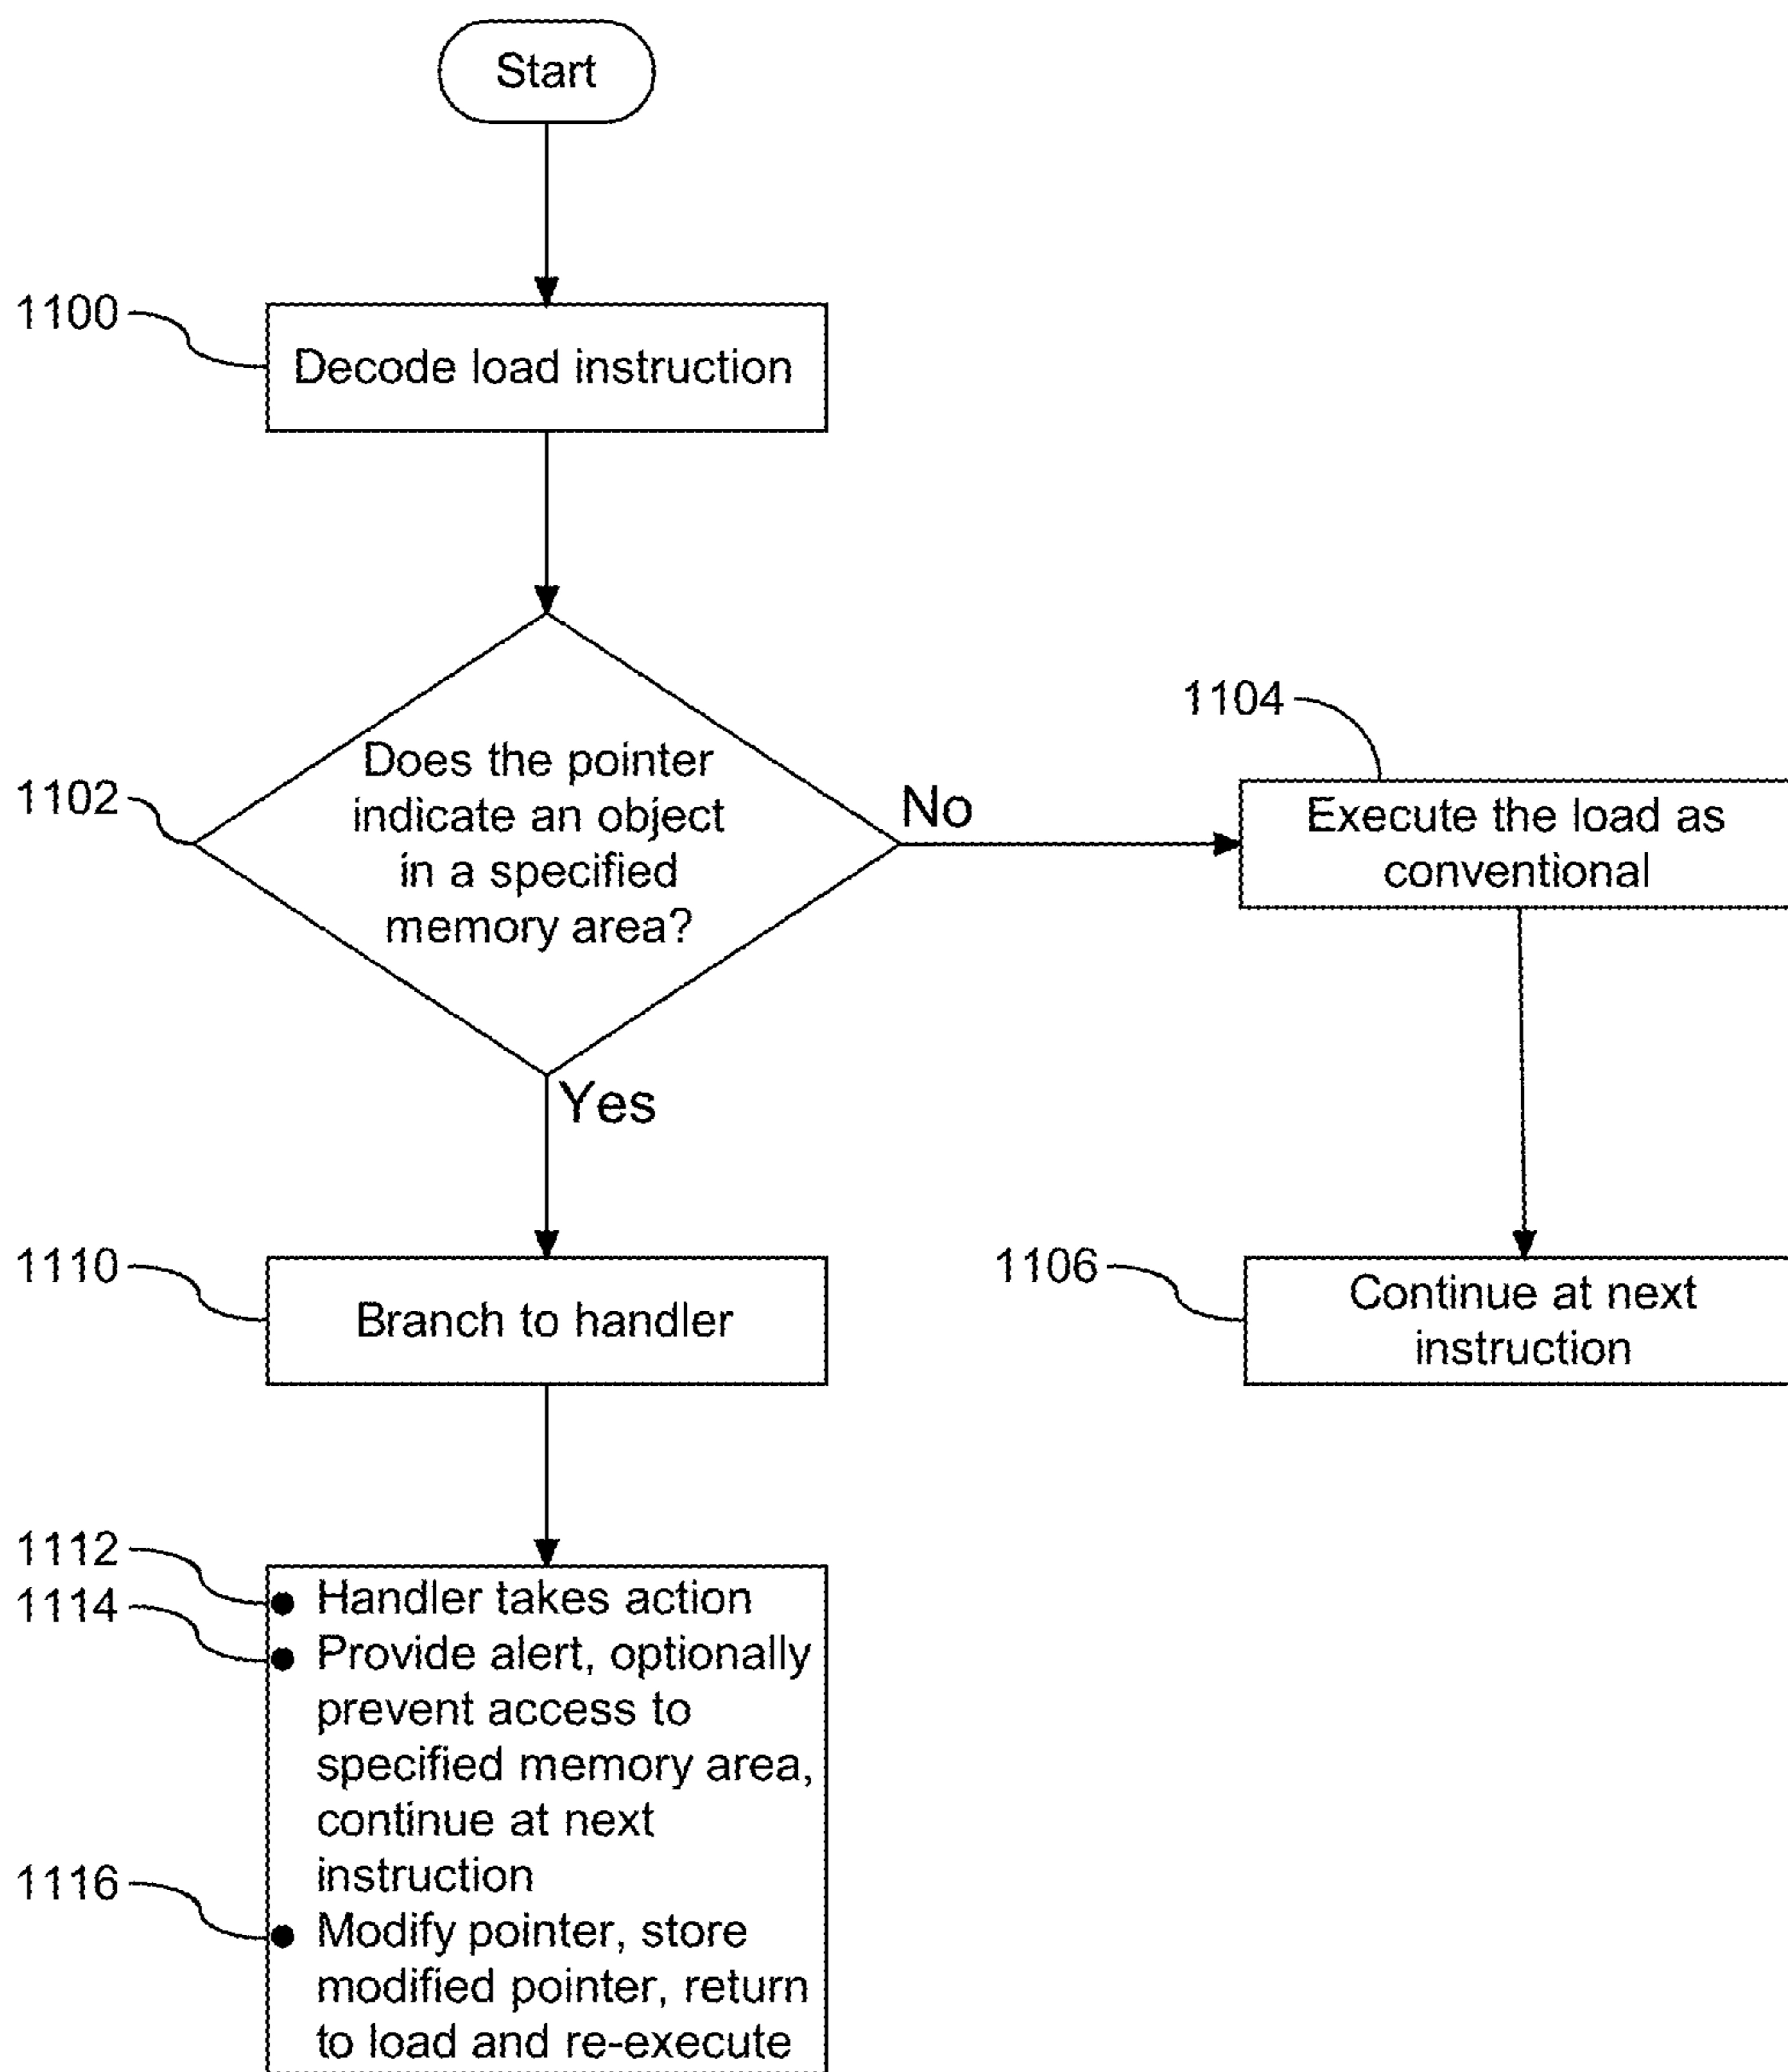 Start
1100
Decode load instruction
1102
Does the pointer
indicate an object
in a specified
memory area?
No
1104
Execute the load as
conventional
Yes
1110
Branch to handler
1106
Continue at next
instruction
1112
1114
1116
● Handler takes action
● Provide alert, optionally
prevent access to
specified memory area,
continue at next
instruction
● Modify pointer, store
modified pointer, return
to load and re-execute